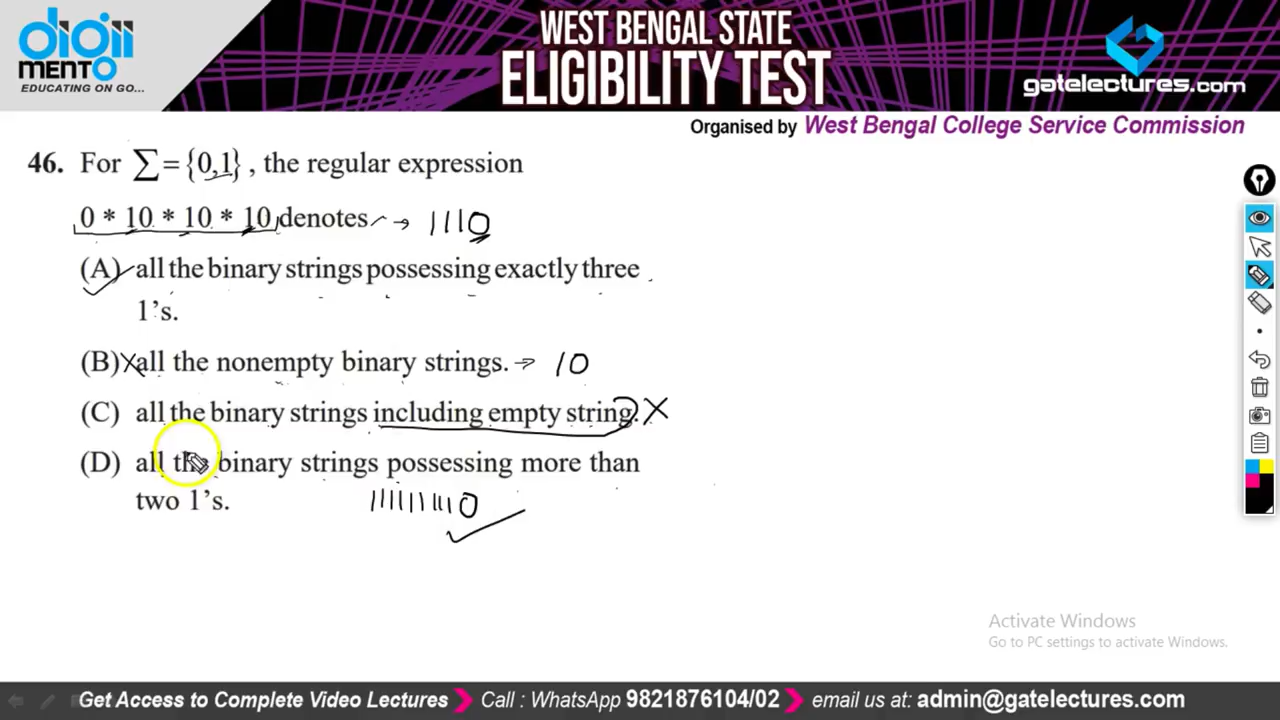 digii
MENTO
EDUCATING ON GO...
WEST BENGAL STATE
ELIGIBILITY TEST
gatelectures.com
Organised by West Bengal College Service Commission
46. For ∑ = {0,1} , the regular expression
0 * 10 * 10 * 10 denotes → 1110
(A) all the binary strings possessing exactly three
1's.
(B) all the nonempty binary strings. → 10
(C) all the binary strings including empty string. X
(D) all the binary strings possessing more than
two 1's.
Activate Windows
Go to PC settings to activate Windows.
Get Access to Complete Video Lectures Call : WhatsApp 9821876104/02 email us at: admin@gatelectures.com